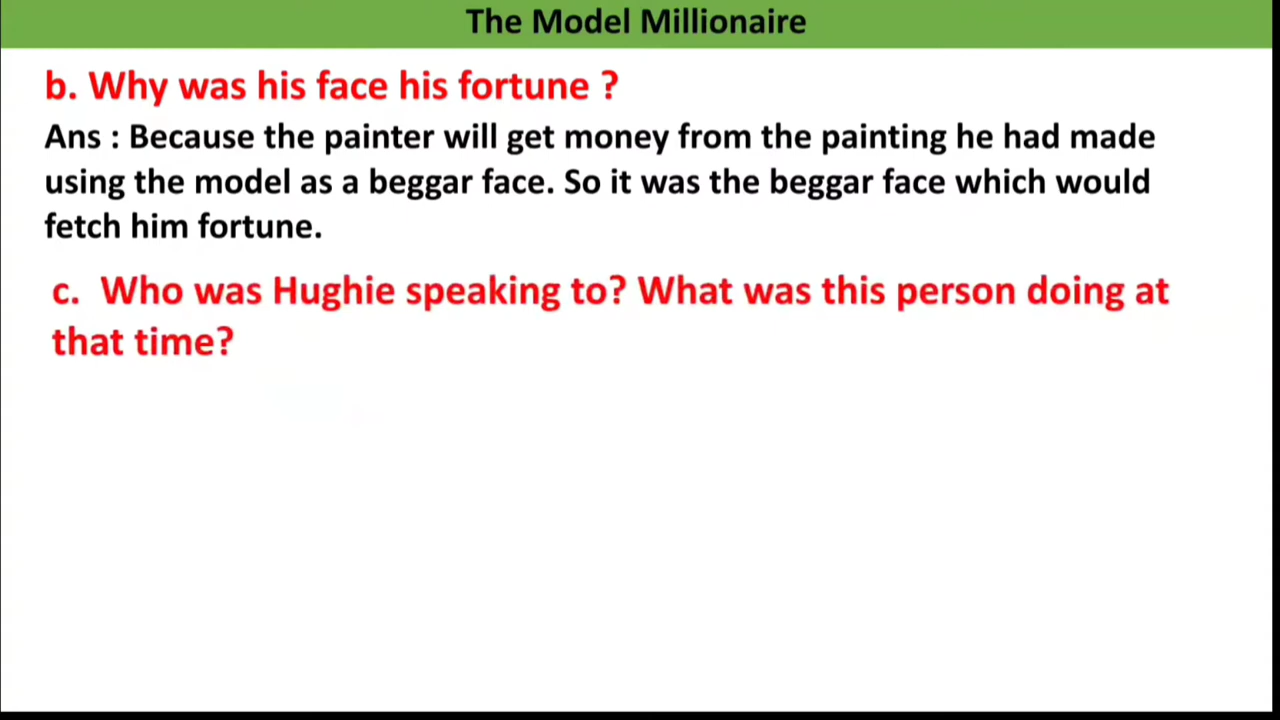 The Model Millionaire
b. Why was his face his fortune ?
Ans : Because the painter will get money from the painting he had made
using the model as a beggar face. So it was the beggar face which would
fetch him fortune.
c. Who was Hughie speaking to? What was this person doing at
that time?